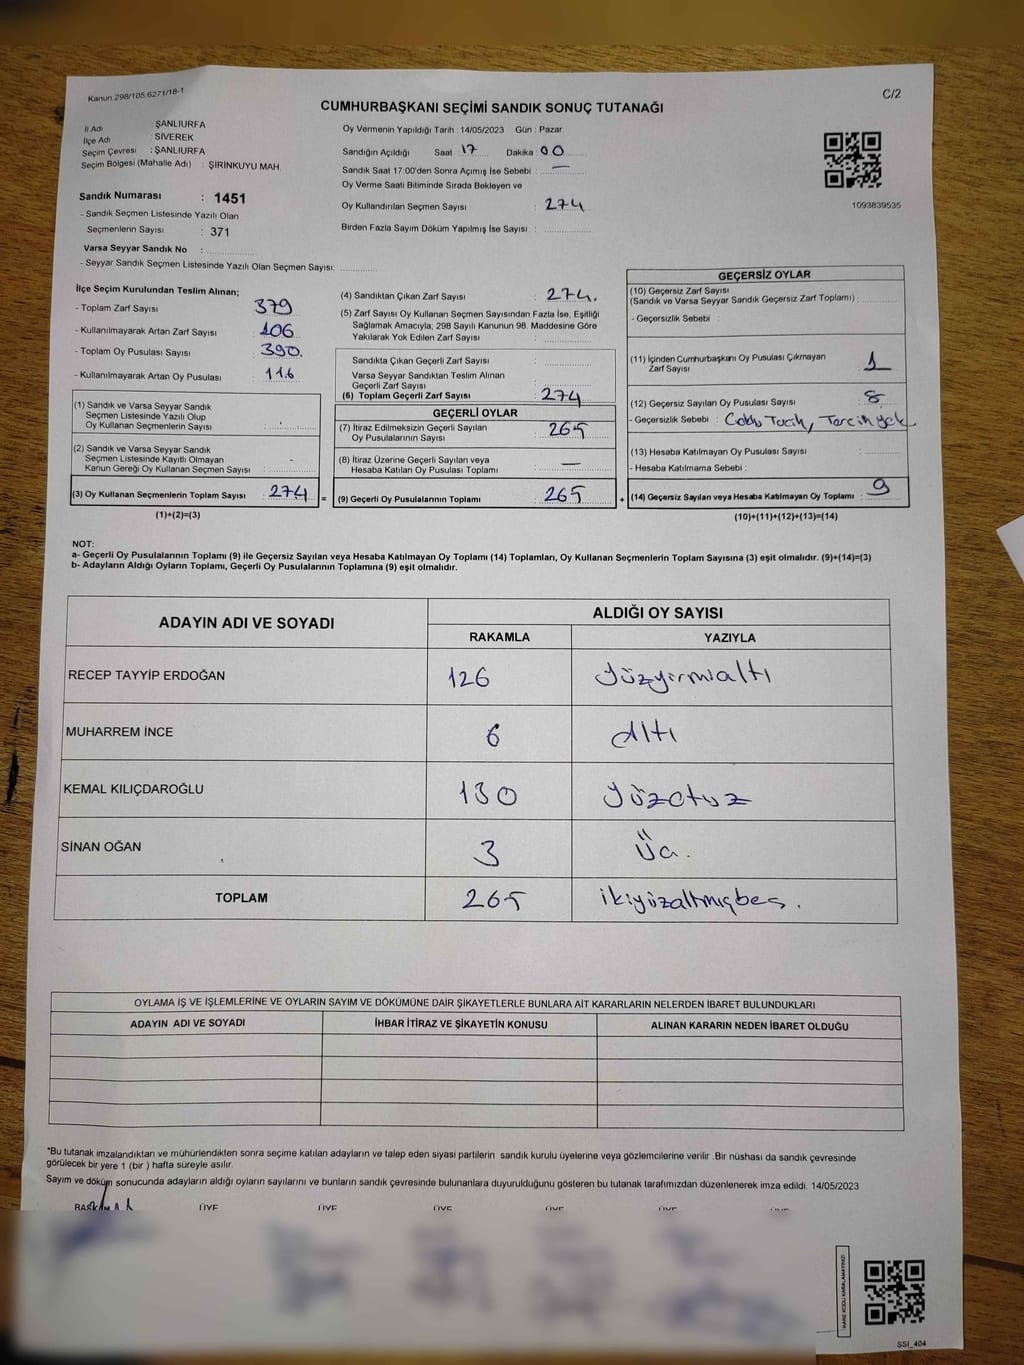 Kanun:298/105,6271/18-1
C/2
CUMHURBAŞKANI SEÇİMİ SANDIK SONUÇ TUTANAĞI
İl Adı ŞANLIURFA
İlçe Adı SİVEREK
Seçim Çevresi : ŞANLIURFA
Seçim Bölgesi (Mahalle Adı) : ŞİRİNKUYU MAH.
Sandık Numarası : 1451
- Sandık Seçmen Listesinde Yazılı Olan
Seçmenlerin Sayısı : 371
Varsa Seyyar Sandık No :
- Seyyar Sandık Seçmen Listesinde Yazılı Olan Seçmen Sayısı:
Oy Vermenin Yapıldığı Tarih : 14/05/2023 Gün : Pazar
Sandığın Açıldığı Saat 17 Dakika 00
Sandık Saat 17:00'den Sonra Açımış İse Sebebi : —
Oy Verme Saati Bitiminde Sırada Bekleyen ve
Oy Kullandırılan Seçmen Sayısı : 274
Birden Fazla Sayım Döküm Yapılmış İse Sayısı :
1093839535
İlçe Seçim Kurulundan Teslim Alınan;
- Toplam Zarf Sayısı : 379
- Kullanılmayarak Artan Zarf Sayısı : 106
- Toplam Oy Pusulası Sayısı : 390.
- Kullanılmayarak Artan Oy Pusulası : 116
(1) Sandık ve Varsa Seyyar Sandık
Seçmen Listesinde Yazılı Olup
Oy Kullanan Seçmenlerin Sayısı :
(2) Sandık ve Varsa Seyyar Sandık
Seçmen Listesinde Kayıtlı Olmayan
Kanun Gereği Oy Kullanan Seçmen Sayısı : -
(3) Oy Kullanan Seçmenlerin Toplam Sayısı : 274
=
(1)+(2)=(3)
(4) Sandıktan Çıkan Zarf Sayısı : 274.
(5) Zarf Sayısı Oy Kullanan Seçmen Sayısından Fazla İse, Eşitliği
Sağlamak Amacıyla; 298 Sayılı Kanunun 98. Maddesine Göre
Yakılarak Yok Edilen Zarf Sayısı :
Sandıkta Çıkan Geçerli Zarf Sayısı :
Varsa Seyyar Sandıktan Teslim Alınan
Geçerli Zarf Sayısı :
(6) Toplam Geçerli Zarf Sayısı : 274
GEÇERLİ OYLAR
(7) İtiraz Edilmeksizin Geçerli Sayılan
Oy Pusulalarının Sayısı : 265
(8) İtiraz Üzerine Geçerli Sayılan veya
Hesaba Katılan Oy Pusulası Toplamı : —
(9) Geçerli Oy Pusulalarının Toplamı : 265
+
GEÇERSİZ OYLAR
(10) Geçersiz Zarf Sayısı
(Sandık ve Varsa Seyyar Sandık Geçersiz Zarf Toplamı) :
- Geçersizlik Sebebi :
(11) İçinden Cumhurbaşkanı Oy Pusulası Çıkmayan
Zarf Sayısı : 1
(12) Geçersiz Sayılan Oy Pusulası Sayısı : 8
- Geçersizlik Sebebi :
(13) Hesaba Katılmayan Oy Pusulası Sayısı :
- Hesaba Katılmama Sebebi :
(14) Geçersiz Sayılan veya Hesaba Katılmayan Oy Toplamı : 9
(10)+(11)+(12)+(13)=(14)
NOT:
a- Geçerli Oy Pusulalarının Toplamı (9) ile Geçersiz Sayılan veya Hesaba Katılmayan Oy Toplamı (14) Toplamları, Oy Kullanan Seçmenlerin Toplam Sayısına (3) eşit olmalıdır. (9)+(14)=(3)
b- Adayların Aldığı Oyların Toplamı, Geçerli Oy Pusulalarının Toplamına (9) eşit olmalıdır.
ADAYIN ADI VE SOYADI ALDIĞI OY SAYISI
RAKAMLA YAZIYLA
RECEP TAYYİP ERDOĞAN 126 yüzyirmialtı
MUHARREM İNCE 6 altı
KEMAL KILIÇDAROĞLU 130 yüzotuz
SİNAN OĞAN 3 üç.
TOPLAM 265 ikiyüzaltmışbeş.
OYLAMA İŞ VE İŞLEMLERİNE VE OYLARIN SAYIM VE DÖKÜMÜNE DAİR ŞİKAYETLERLE BUNLARA AİT KARARLARIN NELERDEN İBARET BULUNDUKLARI
ADAYIN ADI VE SOYADI İHBAR İTİRAZ VE ŞİKAYETİN KONUSU ALINAN KARARIN NEDEN İBARET OLDUĞU
*Bu tutanak imzalandıktan ve mühürlendikten sonra seçime katılan adayların ve talep eden siyasi partilerin sandık kurulu üyelerine veya gözlemcilerine verilir .Bir nüshası da sandık çevresinde
görülecek bir yere 1 (bir ) hafta süreyle asılır.
Sayım ve döküm sonucunda adayların aldığı oyların sayılarını ve bunların sandık çevresinde bulunanlara duyurulduğunu gösteren bu tutanak tarafımızdan düzenlenerek imza edildi. 14/05/2023
BAŞKAN ÜYE ÜYE ÜYE ÜYE ÜYE ÜYE
KARE KODU KARALAMAYINIZ!
SSİ_404